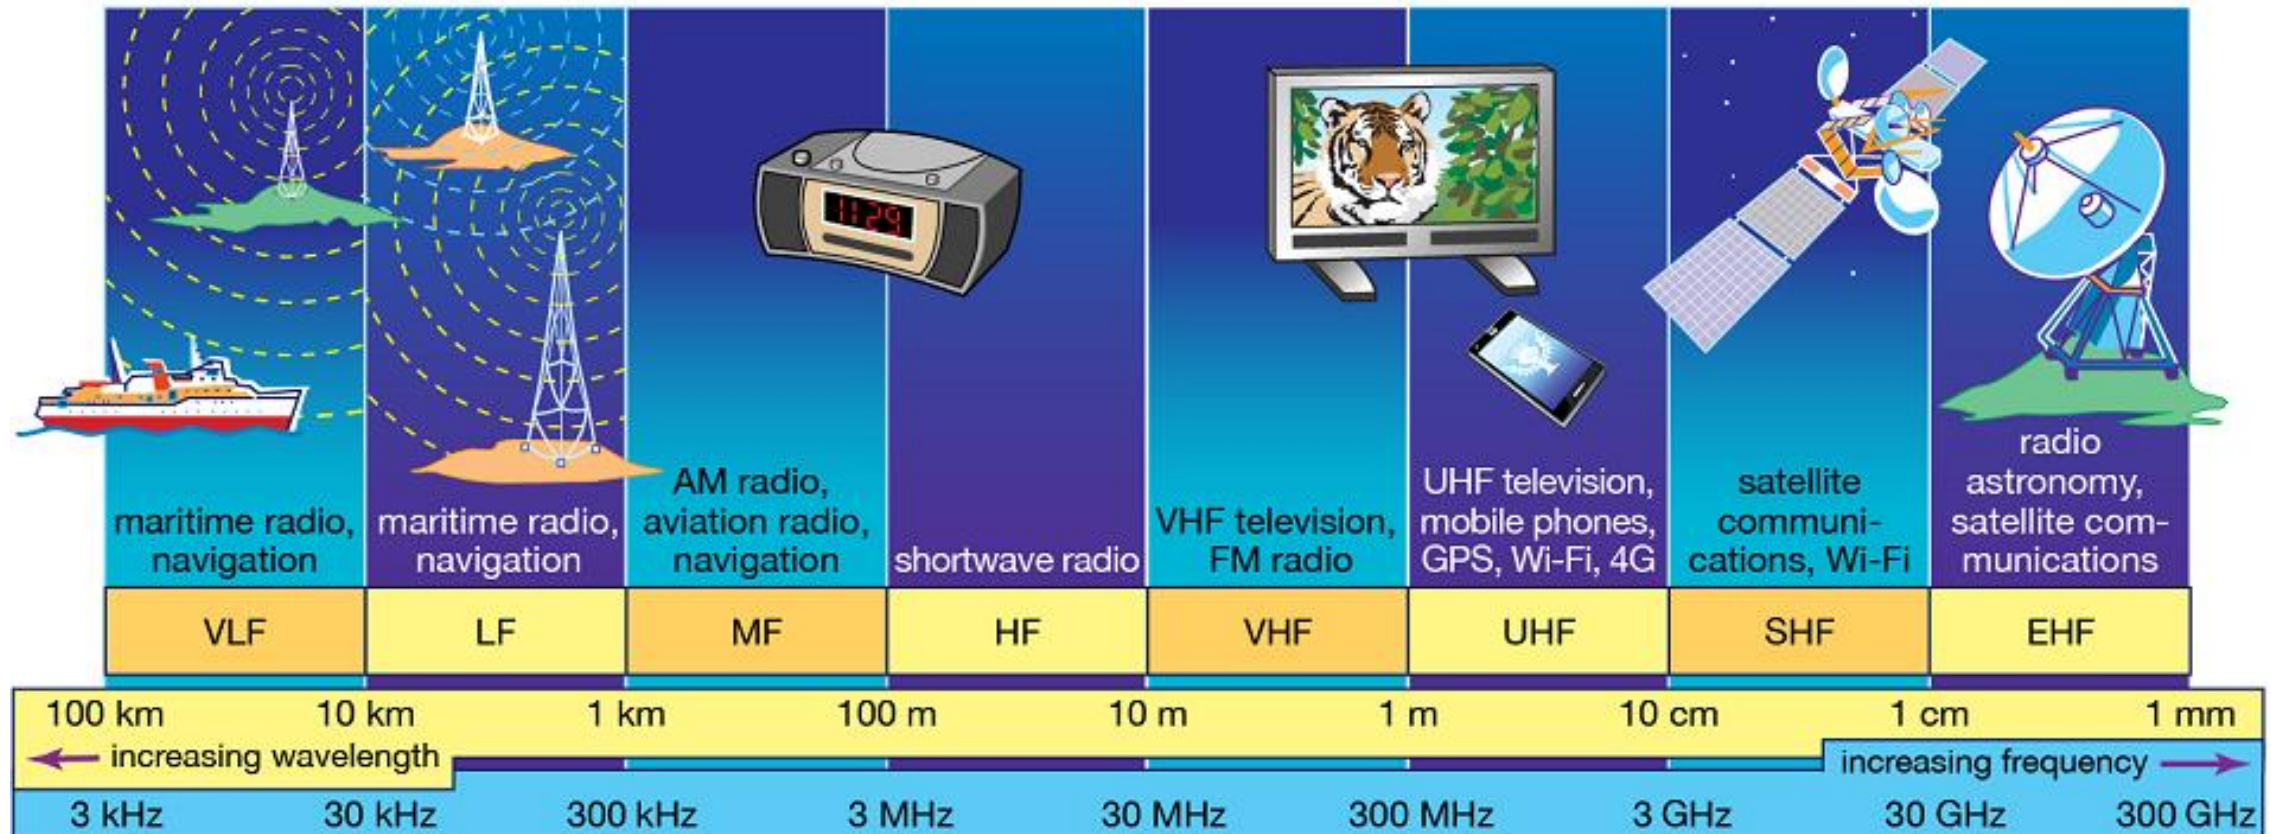 11:29
maritime radio,
navigation
maritime radio,
navigation
AM radio,
aviation radio,
navigation
shortwave radio
VHF television,
FM radio
UHF television,
mobile phones,
GPS, Wi-Fi, 4G
satellite
communi-
cations, Wi-Fi
radio
astronomy,
satellite com-
munications
VLF LF MF HF VHF UHF SHF EHF
100 km 10 km 1 km 100 m 10 m 1 m 10 cm 1 cm 1 mm
increasing wavelength
increasing frequency
3 kHz 30 kHz 300 kHz 3 MHz 30 MHz 300 MHz 3 GHz 30 GHz 300 GHz